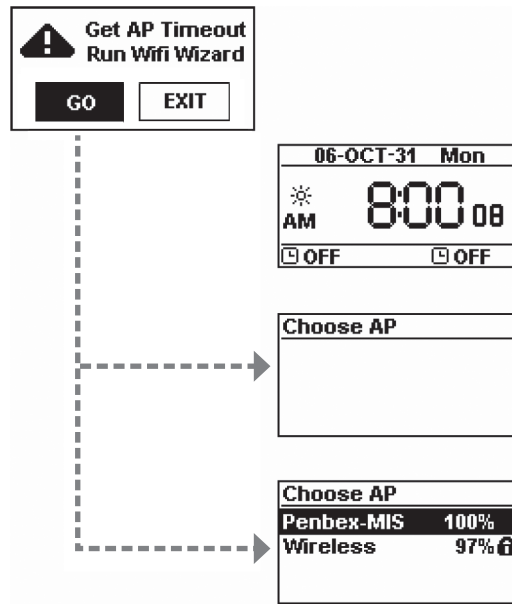 Get AP Timeout
Run Wifi Wizard
GO EXIT
06-OCT-31 Mon
AM 8:00 08
OFF OFF
Choose AP
Choose AP
Penbex-MIS 100%
Wireless 97%